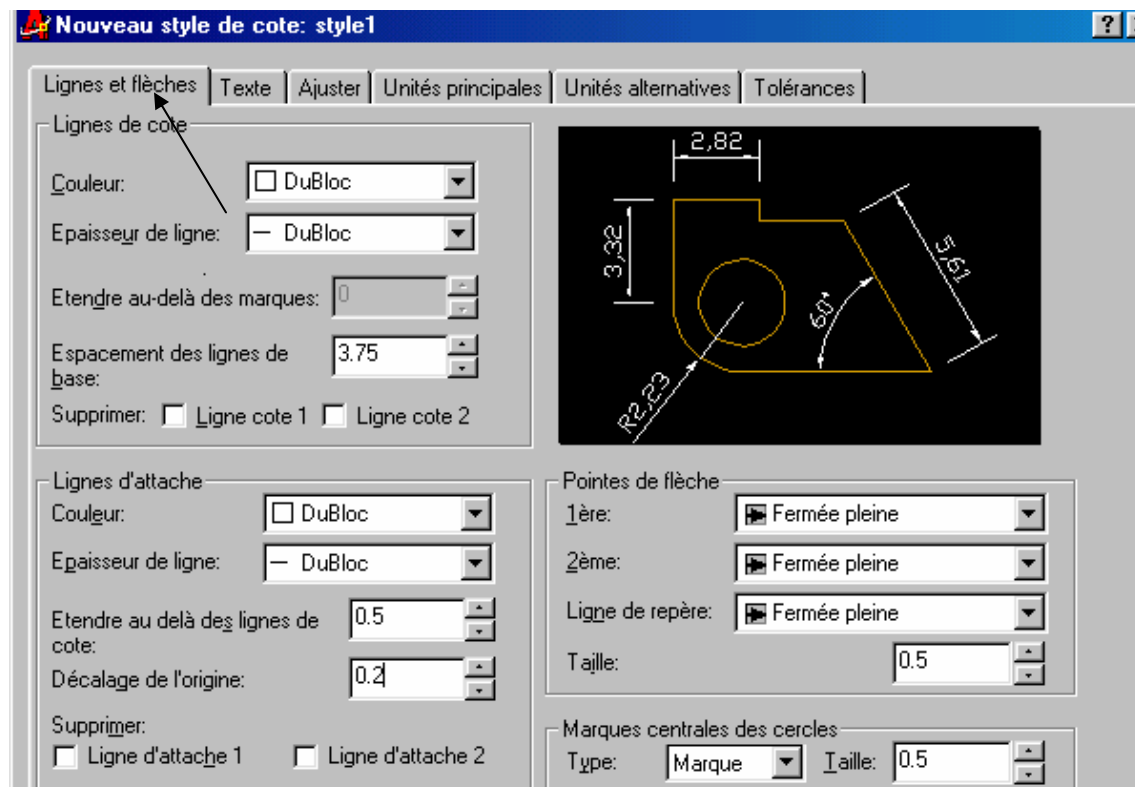 Nouveau style de cote: style1
?
Lignes et flèches Texte Ajuster Unités principales Unités alternatives Tolérances
Lignes de cote
Couleur: DuBloc
Epaisseur de ligne: DuBloc
Etendre au-delà des marques: 0
Espacement des lignes de
base:
3.75
Supprimer: Ligne cote 1 Ligne cote 2
2,82
3,32
5,61
60°
R2,23
Lignes d'attache
Couleur: DuBloc
Epaisseur de ligne: DuBloc
Etendre au delà des lignes de
cote:
0.5
Décalage de l'origine: 0.2
Supprimer:
Ligne d'attache 1 Ligne d'attache 2
Pointes de flèche
1ère: Fermée pleine
2ème: Fermée pleine
Ligne de repère: Fermée pleine
Taille: 0.5
Marques centrales des cercles
Type: Marque Taille: 0.5